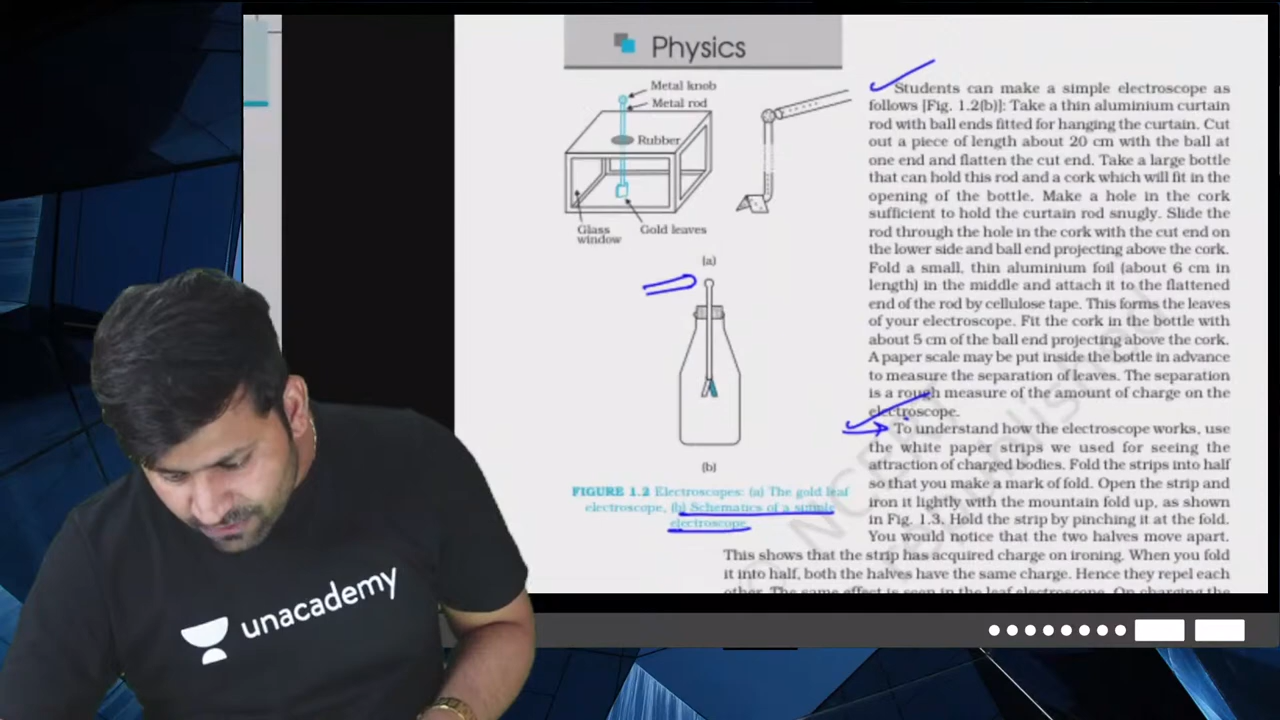 Physics
Metal knob
Metal rod
Rubber
Glass
window
Gold leaves
(a)
(b)
FIGURE 1.2 Electroscopes: (a) The gold leaf
electroscope, (b) Schematics of a simple
electroscope.
Students can make a simple electroscope as
follows [Fig. 1.2(b)]: Take a thin aluminium curtain
rod with ball ends fitted for hanging the curtain. Cut
out a piece of length about 20 cm with the ball at
one end and flatten the cut end. Take a large bottle
that can hold this rod and a cork which will fit in the
opening of the bottle. Make a hole in the cork
sufficient to hold the curtain rod snugly. Slide the
rod through the hole in the cork with the cut end on
the lower side and ball end projecting above the cork.
Fold a small, thin aluminium foil (about 6 cm in
length) in the middle and attach it to the flattened
end of the rod by cellulose tape. This forms the leaves
of your electroscope. Fit the cork in the bottle with
about 5 cm of the ball end projecting above the cork.
A paper scale may be put inside the bottle in advance
to measure the separation of leaves. The separation
is a rough measure of the amount of charge on the
electroscope.
To understand how the electroscope works, use
the white paper strips we used for seeing the
attraction of charged bodies. Fold the strips into half
so that you make a mark of fold. Open the strip and
iron it lightly with the mountain fold up, as shown
in Fig. 1.3. Hold the strip by pinching it at the fold.
You would notice that the two halves move apart.
This shows that the strip has acquired charge on ironing. When you fold
it into half, both the halves have the same charge. Hence they repel each
other. The same effect is seen in the leaf electroscope. On charging the
unacademy